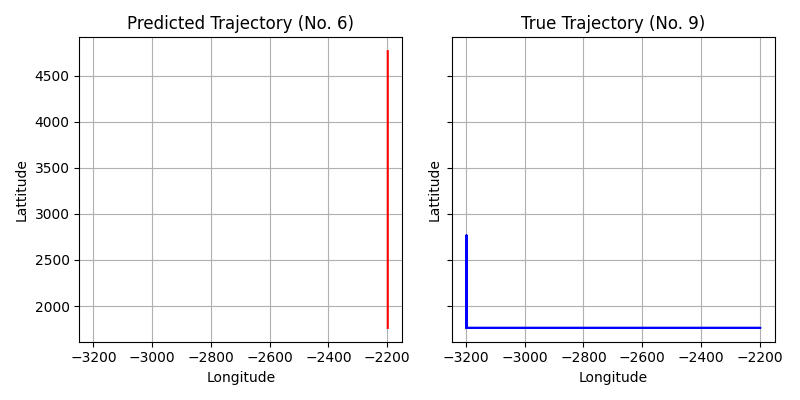 Predicted Trajectory (No. 6)
True Trajectory (No. 9)
4500
4000
3500
3000
2500
2000
Lattitude
Lattitude
−3200 −3000 −2800 −2600 −2400 −2200
−3200 −3000 −2800 −2600 −2400 −2200
Longitude
Longitude